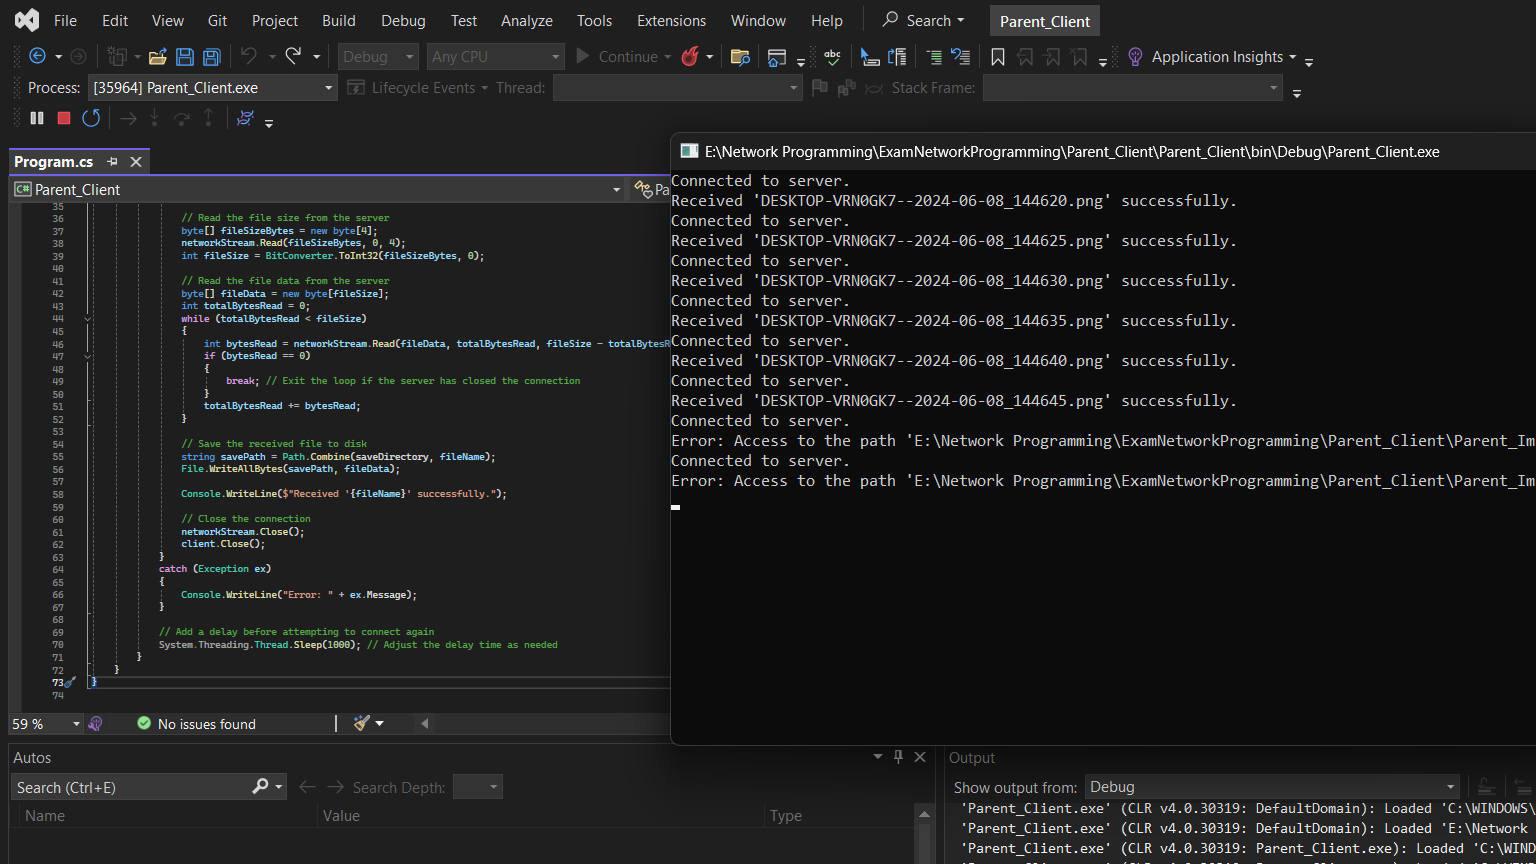 File Edit View Git Project Build Debug Test Analyze Tools Extensions Window Help Search Parent_Client
Debug Any CPU Continue abc Application Insights
Process: [35964] Parent_Client.exe Lifecycle Events Thread: Stack Frame:
Program.cs
C# Parent_Client Pa
35
36 // Read the file size from the server
37 byte[] fileSizeBytes = new byte[4];
38 networkStream.Read(fileSizeBytes, 0, 4);
39 int fileSize = BitConverter.ToInt32(fileSizeBytes, 0);
40
41 // Read the file data from the server
42 byte[] fileData = new byte[fileSize];
43 int totalBytesRead = 0;
44 while (totalBytesRead < fileSize)
45 {
46 int bytesRead = networkStream.Read(fileData, totalBytesRead, fileSize - totalBytesR
47 if (bytesRead == 0)
48 {
49 break; // Exit the loop if the server has closed the connection
50 }
51 totalBytesRead += bytesRead;
52 }
53
54 // Save the received file to disk
55 string savePath = Path.Combine(saveDirectory, fileName);
56 File.WriteAllBytes(savePath, fileData);
57
58 Console.WriteLine($"Received '{fileName}' successfully.");
59
60 // Close the connection
61 networkStream.Close();
62 client.Close();
63 }
64 catch (Exception ex)
65 {
66 Console.WriteLine("Error: " + ex.Message);
67 }
68
69 // Add a delay before attempting to connect again
70 System.Threading.Thread.Sleep(1000); // Adjust the delay time as needed
71 }
72 }
73 }
74
59 % No issues found
E:\Network Programming\ExamNetworkProgramming\Parent_Client\Parent_Client\bin\Debug\Parent_Client.exe
Connected to server.
Received 'DESKTOP-VRN0GK7--2024-06-08_144620.png' successfully.
Connected to server.
Received 'DESKTOP-VRN0GK7--2024-06-08_144625.png' successfully.
Connected to server.
Received 'DESKTOP-VRN0GK7--2024-06-08_144630.png' successfully.
Connected to server.
Received 'DESKTOP-VRN0GK7--2024-06-08_144635.png' successfully.
Connected to server.
Received 'DESKTOP-VRN0GK7--2024-06-08_144640.png' successfully.
Connected to server.
Received 'DESKTOP-VRN0GK7--2024-06-08_144645.png' successfully.
Connected to server.
Error: Access to the path 'E:\Network Programming\ExamNetworkProgramming\Parent_Client\Parent_Im
Connected to server.
Error: Access to the path 'E:\Network Programming\ExamNetworkProgramming\Parent_Client\Parent_Im
Autos
Search (Ctrl+E) Search Depth:
Name Value Type
Output
Show output from: Debug
'Parent_Client.exe' (CLR v4.0.30319: DefaultDomain): Loaded 'C:\WINDOWS\
'Parent_Client.exe' (CLR v4.0.30319: DefaultDomain): Loaded 'E:\Network
'Parent_Client.exe' (CLR v4.0.30319: Parent_Client.exe): Loaded 'C:\WIND